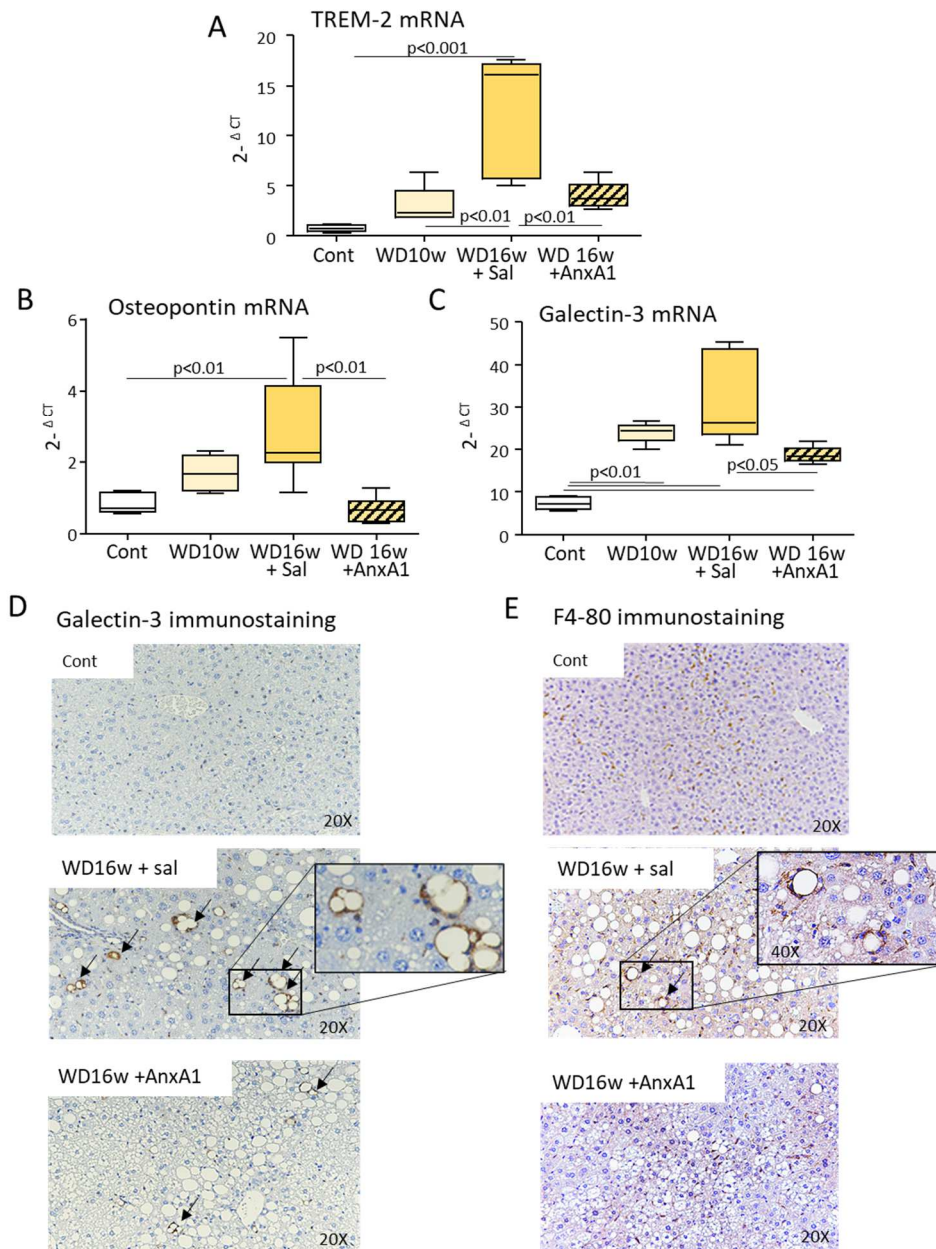 A
TREM-2 mRNA
2- Δ CT
20
15
10
5
0
p<0.001
p<0.01
p<0.01
Cont
WD10w
WD16w
+ Sal
WD 16w
+AnxA1
B
Osteopontin mRNA
2- Δ CT
6
4
2
0
p<0.01
p<0.01
Cont
WD10w
WD16w
+ Sal
WD 16w
+AnxA1
C
Galectin-3 mRNA
2- Δ CT
50
40
30
20
10
0
p<0.01
p<0.05
Cont
WD10w
WD16w
+ Sal
WD 16w
+AnxA1
D
Galectin-3 immunostaining
Cont
20X
WD16w + sal
20X
WD16w +AnxA1
20X
E
F4-80 immunostaining
Cont
20X
WD16w + sal
40X
20X
WD16w +AnxA1
20X